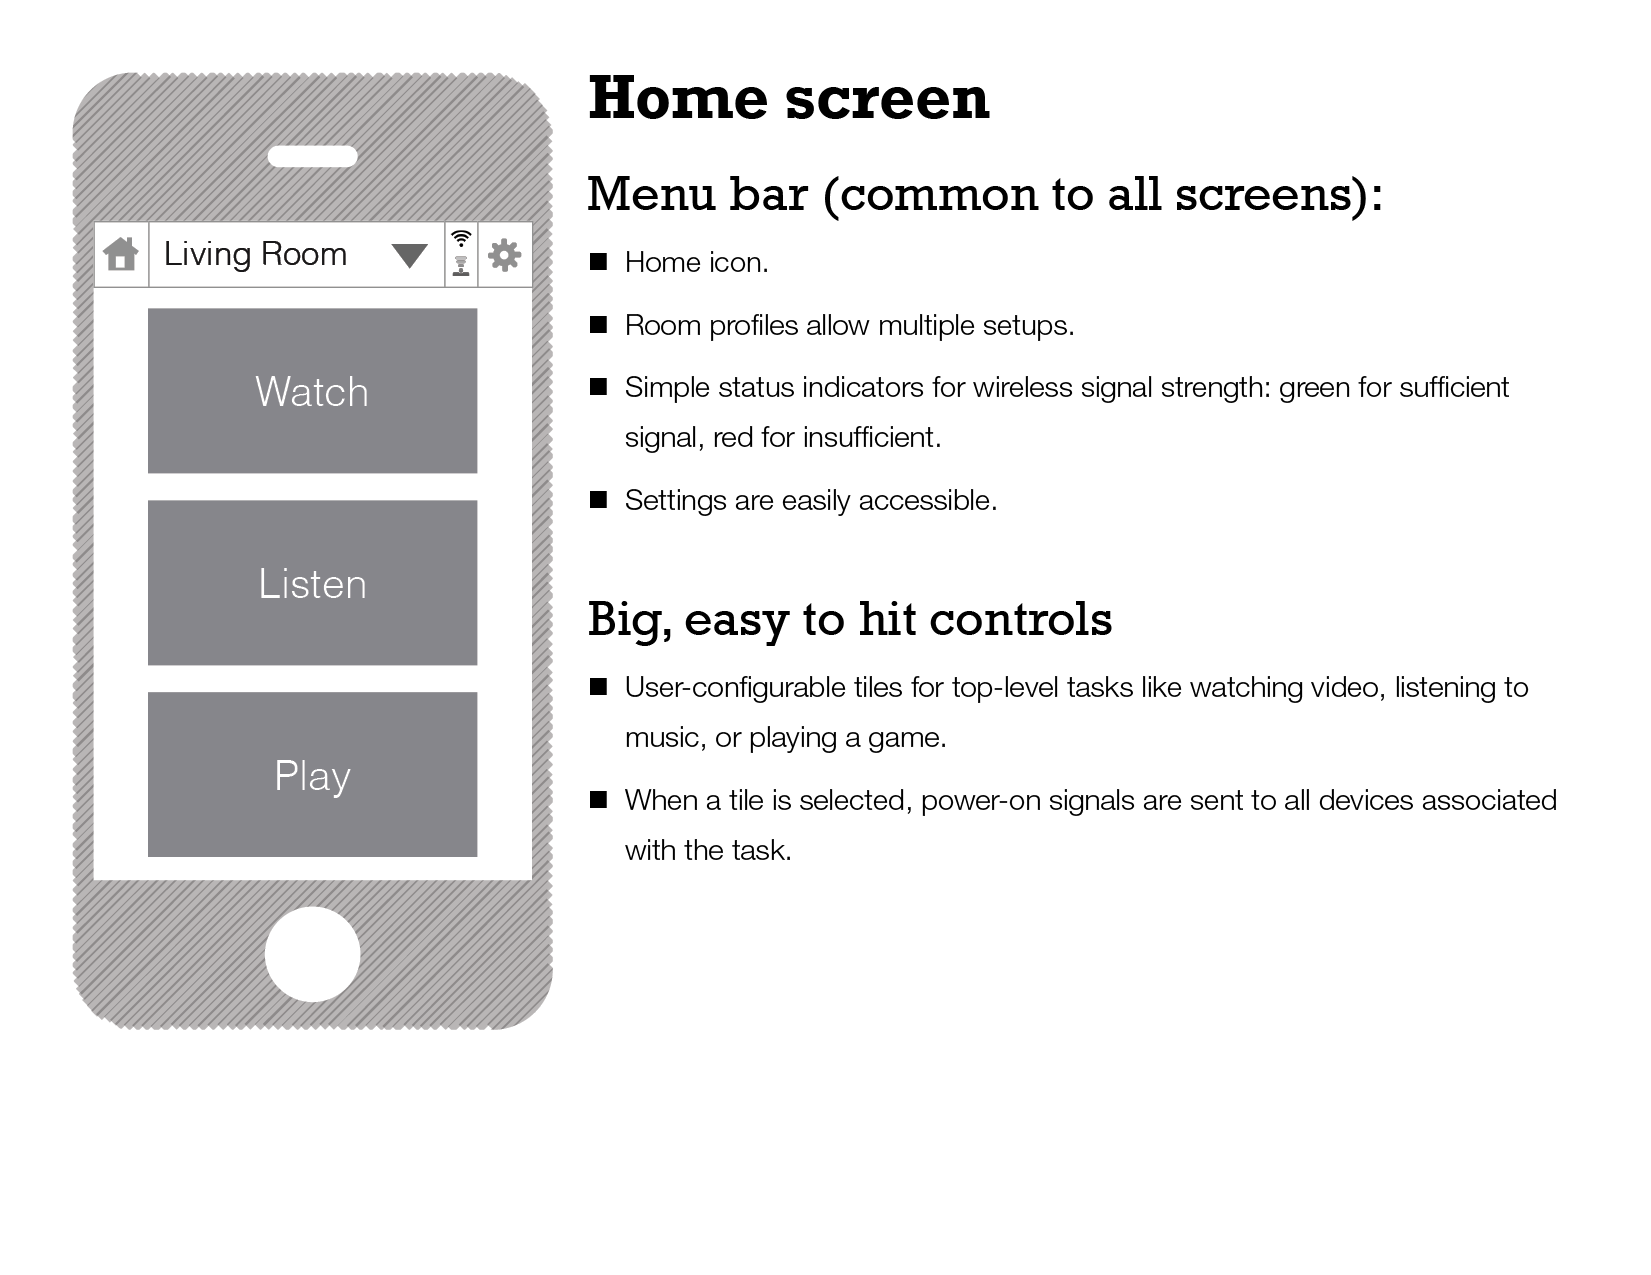 Home screen
Menu bar (common to all screens):
■ Home icon.
■ Room profiles allow multiple setups.
■ Simple status indicators for wireless signal strength: green for sufficient
signal, red for insufficient.
■ Settings are easily accessible.
Big, easy to hit controls
■ User-configurable tiles for top-level tasks like watching video, listening to
music, or playing a game.
■ When a tile is selected, power-on signals are sent to all devices associated
with the task.
Living Room
Watch
Listen
Play